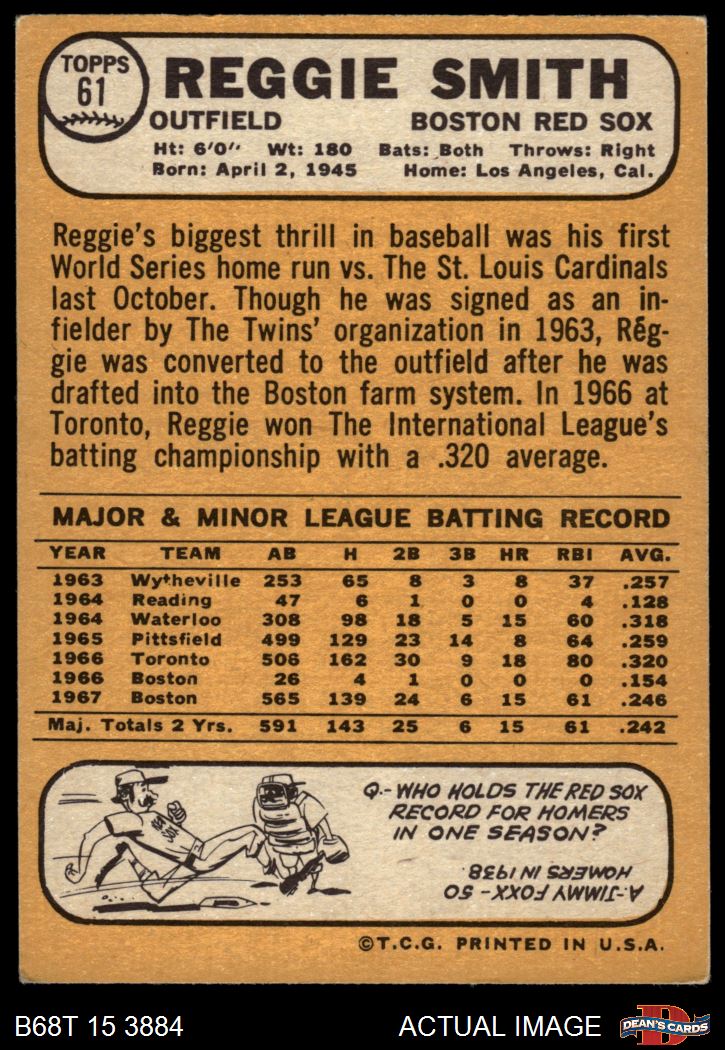 TOPPS
61
REGGIE SMITH
OUTFIELD BOSTON RED SOX
Ht: 6'0" Wt: 180 Bats: Both Throws: Right
Born: April 2, 1945 Home: Los Angeles, Cal.
Reggie's biggest thrill in baseball was his first
World Series home run vs. The St. Louis Cardinals
last October. Though he was signed as an in-
fielder by The Twins' organization in 1963, Rég-
gie was converted to the outfield after he was
drafted into the Boston farm system. In 1966 at
Toronto, Reggie won The International League's
batting championship with a .320 average.
MAJOR & MINOR LEAGUE BATTING RECORD
YEAR TEAM AB H 2B 3B HR RBI AVG.
1963 Wytheville 253 65 8 3 8 37 .257
1964 Reading 47 6 1 0 0 4 .128
1964 Waterloo 308 98 18 5 15 60 .318
1965 Pittsfield 499 129 23 14 8 64 .259
1966 Toronto 506 162 30 9 18 80 .320
1966 Boston 26 4 1 0 0 0 .154
1967 Boston 565 139 24 6 15 61 .246
Maj. Totals 2 Yrs. 591 143 25 6 15 61 .242
Q.- WHO HOLDS THE RED SOX
RECORD FOR HOMERS
IN ONE SEASON?
A.-JIMMY FOXX - 50
HOMERS IN 1938.
©T.C.G. PRINTED IN U.S.A.
B68T 15 3884 ACTUAL IMAGE
D
DEAN'S CARDS